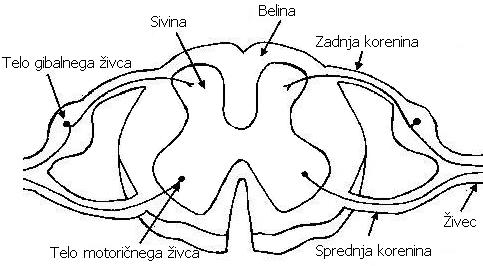 Belina
Sivina
Zadnja korenina
Telo gibalnega živca
Živec
Telo motoričnega živca
Sprednja korenina